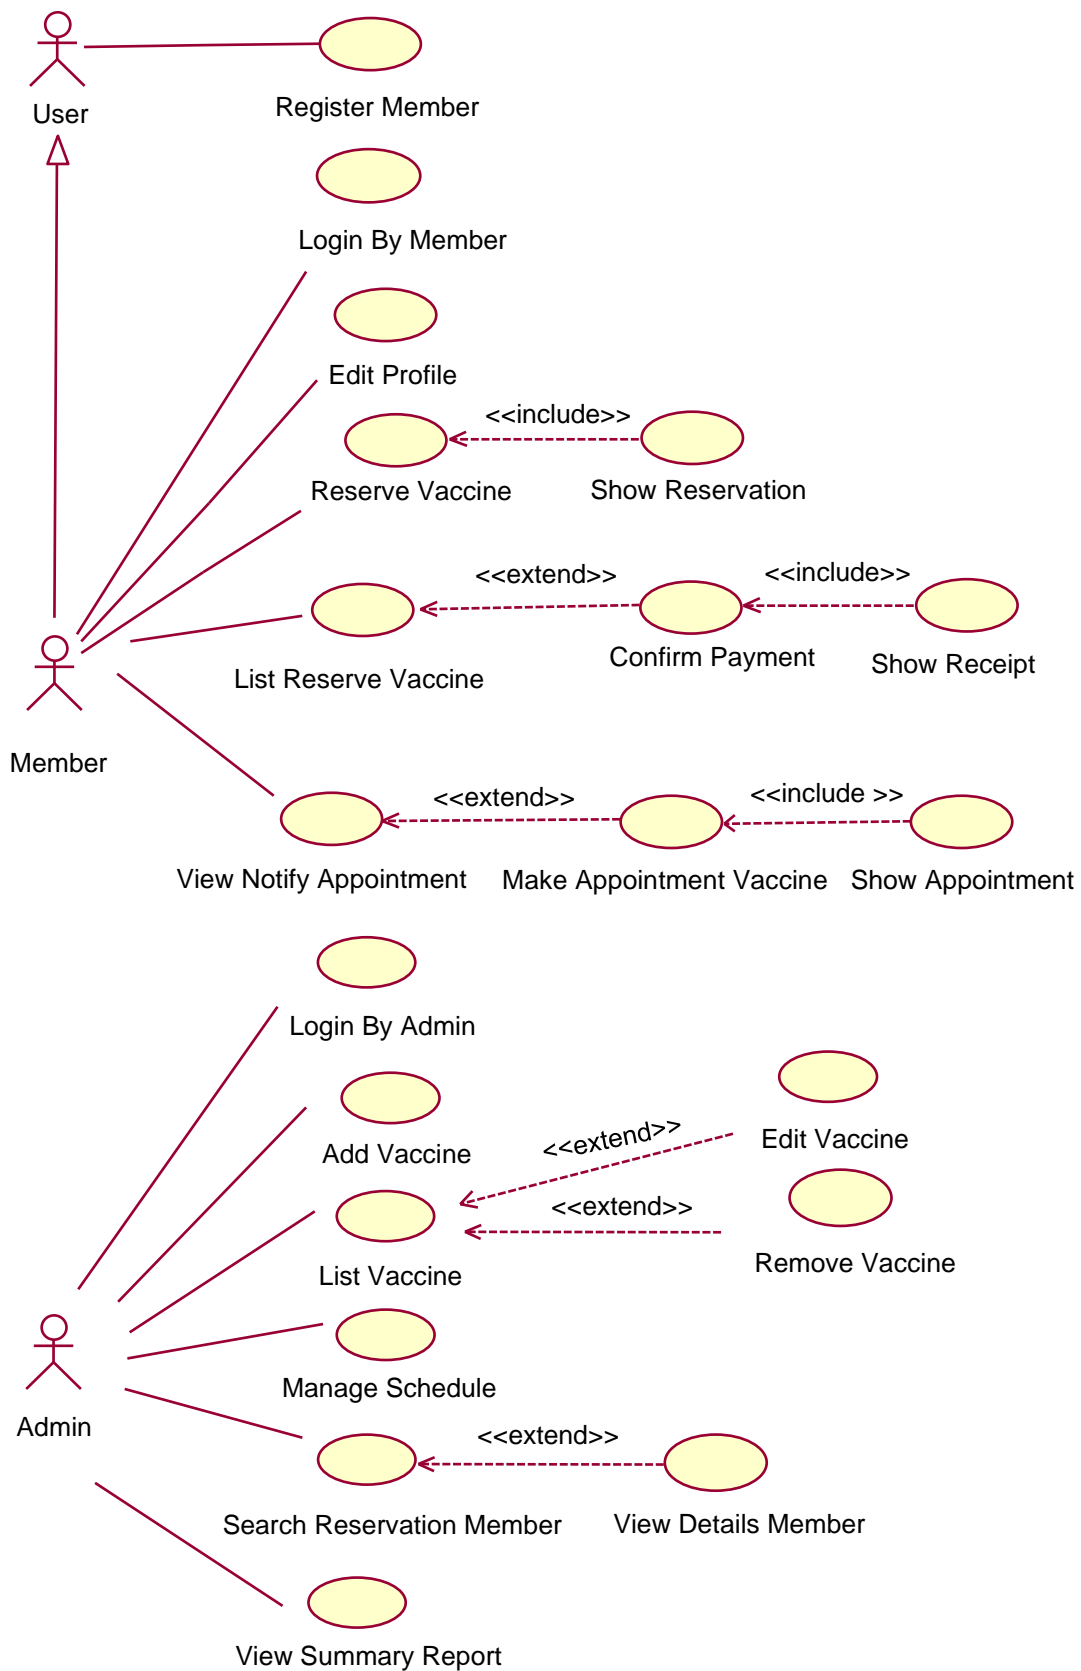 User
Register Member
Login By Member
Edit Profile
<<include>>
Reserve Vaccine
Show Reservation
<<extend>>
<<include>>
List Reserve Vaccine
Confirm Payment
Show Receipt
Member
<<extend>>
<<include >>
View Notify Appointment
Make Appointment Vaccine
Show Appointment
Login By Admin
Add Vaccine
<<extend>>
Edit Vaccine
<<extend>>
List Vaccine
Remove Vaccine
Manage Schedule
Admin
<<extend>>
Search Reservation Member
View Details Member
View Summary Report